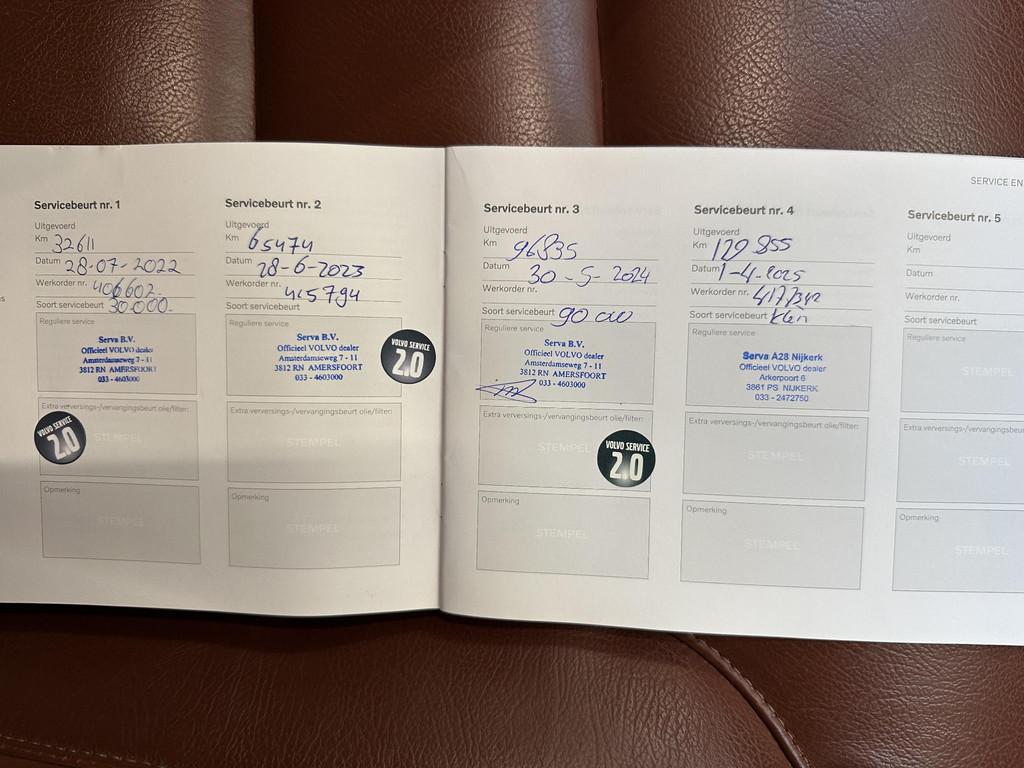 SERVICE EN
Servicebeurt nr. 1
Uitgevoerd
Km 32611
Datum 28-07-2022
Werkorder nr. 406602-
Soort servicebeurt 30.000.-
Reguliere service
Serva B.V.
Officieel VOLVO dealer
Amsterdamseweg 7 - 11
3812 RN AMERSFOORT
033 - 4603000
Extra verversings-/vervangingsbeurt olie/filter:
STEMPEL
VOLVO SERVICE
2.0
Opmerking
STEMPEL
Servicebeurt nr. 2
Uitgevoerd
Km 65474
Datum 28-6-2023
Werkorder nr. 415794
Soort servicebeurt
Reguliere service
Serva B.V.
Officieel VOLVO dealer
Amsterdamseweg 7 - 11
3812 RN AMERSFOORT
033 - 4603000
VOLVO SERVICE
2.0
Extra verversings-/vervangingsbeurt olie/filter:
STEMPEL
Opmerking
STEMPEL
Servicebeurt nr. 3
Uitgevoerd
Km 96835
Datum 30-5-2024
Werkorder nr.
Soort servicebeurt 90 000
Reguliere service
Serva B.V.
Officieel VOLVO dealer
Amsterdamseweg 7 - 11
3812 RN AMERSFOORT
033 - 4603000
Extra verversings-/vervangingsbeurt olie/filter:
STEMPEL
VOLVO SERVICE
2.0
Opmerking
STEMPEL
Servicebeurt nr. 4
Uitgevoerd
Km 129 855
Datum 1-4-2025
Werkorder nr.
Soort servicebeurt klein
Reguliere service
Serva A28 Nijkerk
Officieel VOLVO dealer
Arkerpoort 6
3861 PS NIJKERK
033 - 2472750
Extra verversings-/vervangingsbeurt olie/filter:
STEMPEL
Opmerking
STEMPEL
Servicebeurt nr. 5
Uitgevoerd
Km
Datum
Werkorder nr.
Soort servicebeurt
Reguliere service
STEMPEL
Extra verversings-/vervangingsbeu
STEMPEL
Opmerking
STEMPEL